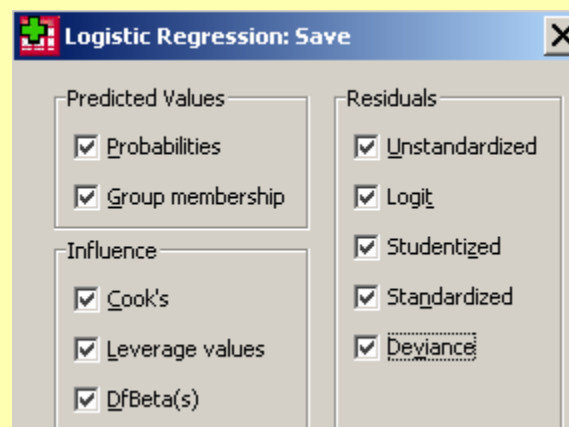 Logistic Regression: Save
Predicted Values
Probabilities
Group membership
Influence
Cook's
Leverage values
DfBeta(s)
Residuals
Unstandardized
Logit
Studentized
Standardized
Deviance